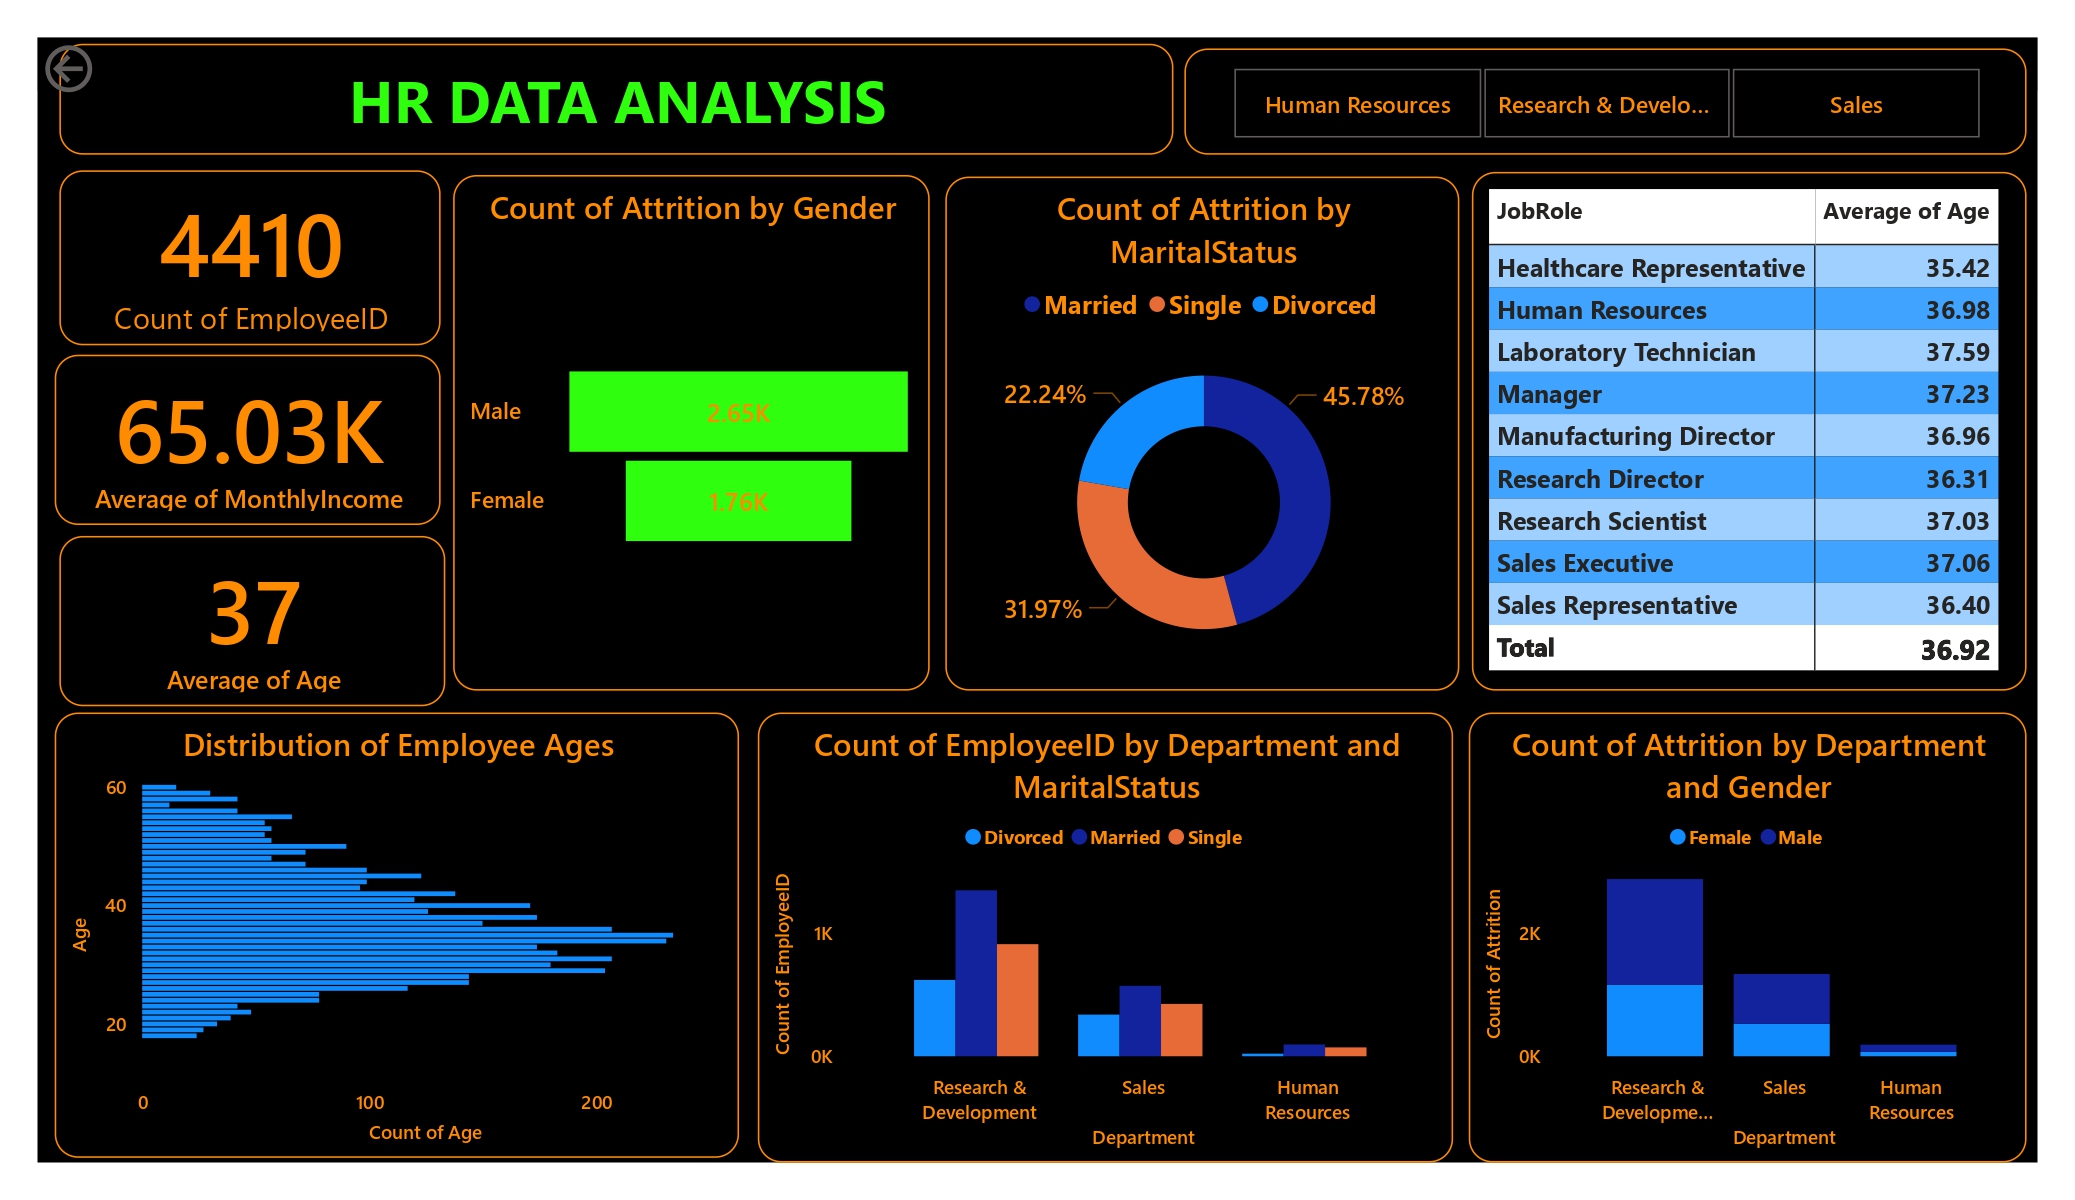 HR DATA ANALYSIS
Human Resources
Research & Develo...
Sales
4410
Count of EmployeeID
65.03K
Average of MonthlyIncome
37
Average of Age
Count of Attrition by Gender
Male
2.65K
Female
1.76K
Count of Attrition by
MaritalStatus
Married Single Divorced
22.24%
45.78%
31.97%
JobRole Average of Age
Healthcare Representative 35.42
Human Resources 36.98
Laboratory Technician 37.59
Manager 37.23
Manufacturing Director 36.96
Research Director 36.31
Research Scientist 37.03
Sales Executive 37.06
Sales Representative 36.40
Total 36.92
Distribution of Employee Ages
60
40
20
Age
0 100 200
Count of Age
Count of EmployeeID by Department and
MaritalStatus
Divorced Married Single
Count of EmployeeID
1K
0K
Research &
Development
Sales
Human
Resources
Department
Count of Attrition by Department
and Gender
Female Male
Count of Attrition
2K
0K
Research &
Developme...
Sales
Human
Resources
Department